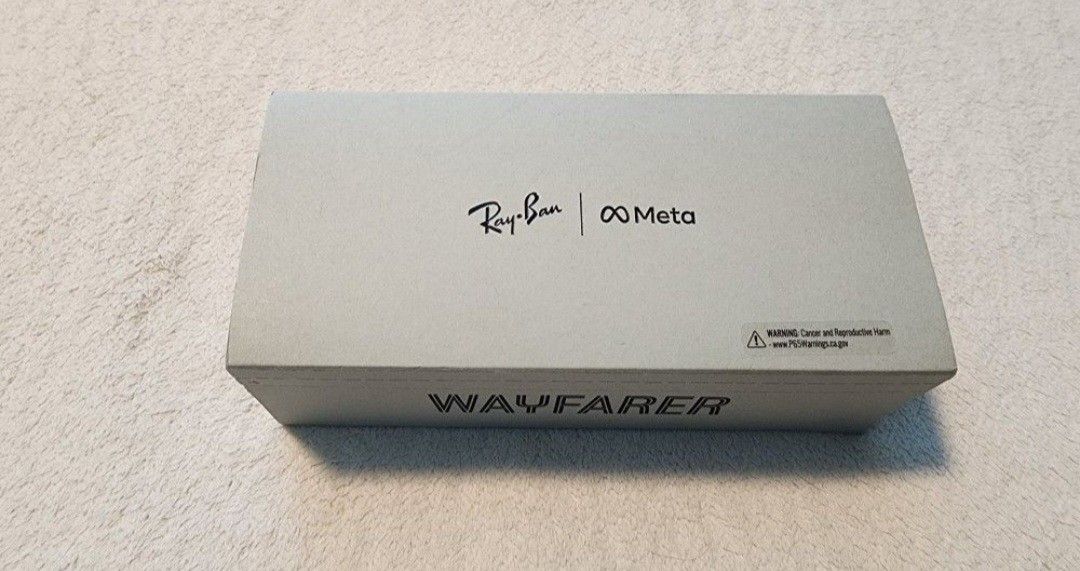 Ray-Ban | Meta
WARNING: Cancer and Reproductive Harm
- www.P65Warnings.ca.gov
WAYFARER